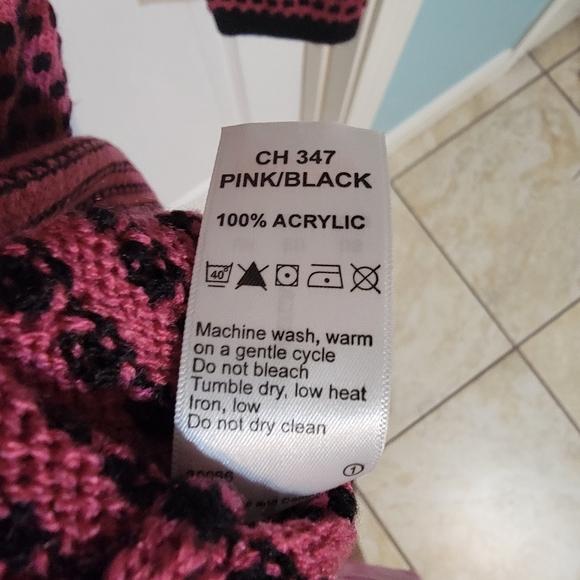 CH 347
PINK/BLACK
100% ACRYLIC
40°
Machine wash, warm
on a gentle cycle
Do not bleach
Tumble dry, low heat
Iron, low
Do not dry clean
1